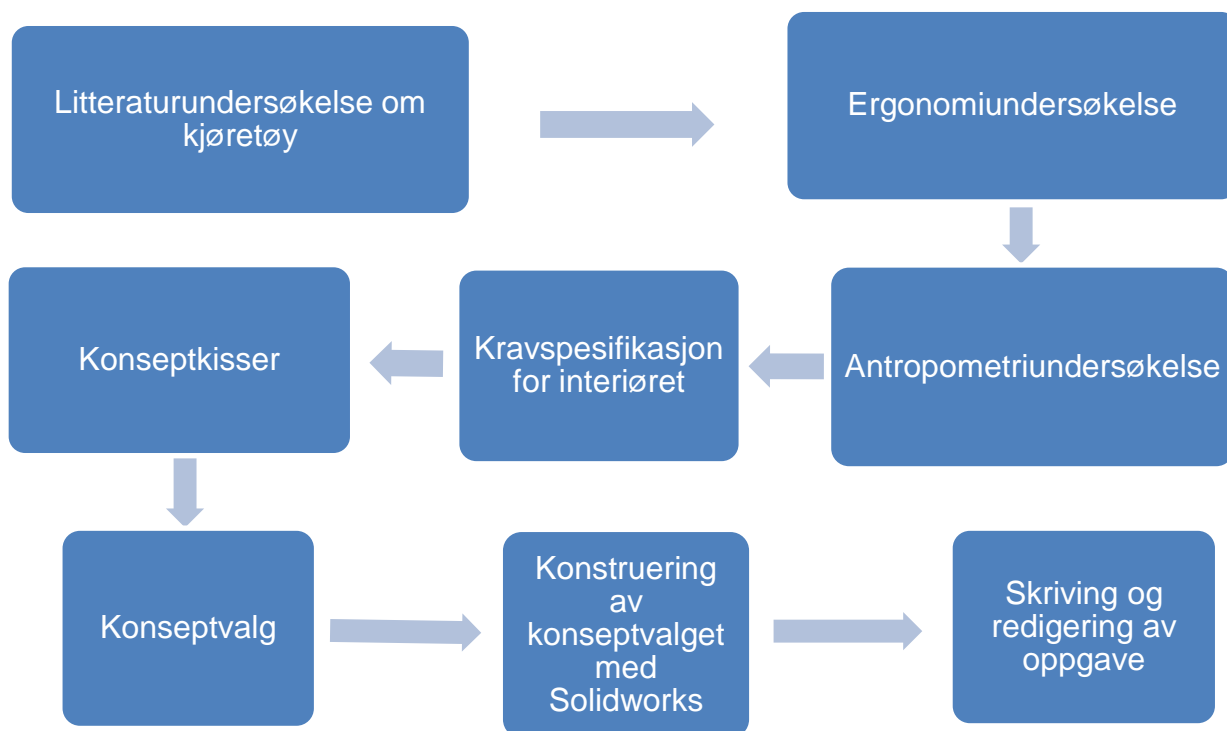 Litteraturundersøkelse om
kjøretøy
Ergonomiundersøkelse
Antropometriundersøkelse
Kravspesifikasjon
for interiøret
Konseptkisser
Konseptvalg
Konstruering
av
konseptvalget
med
Solidworks
Skriving og
redigering av
oppgave